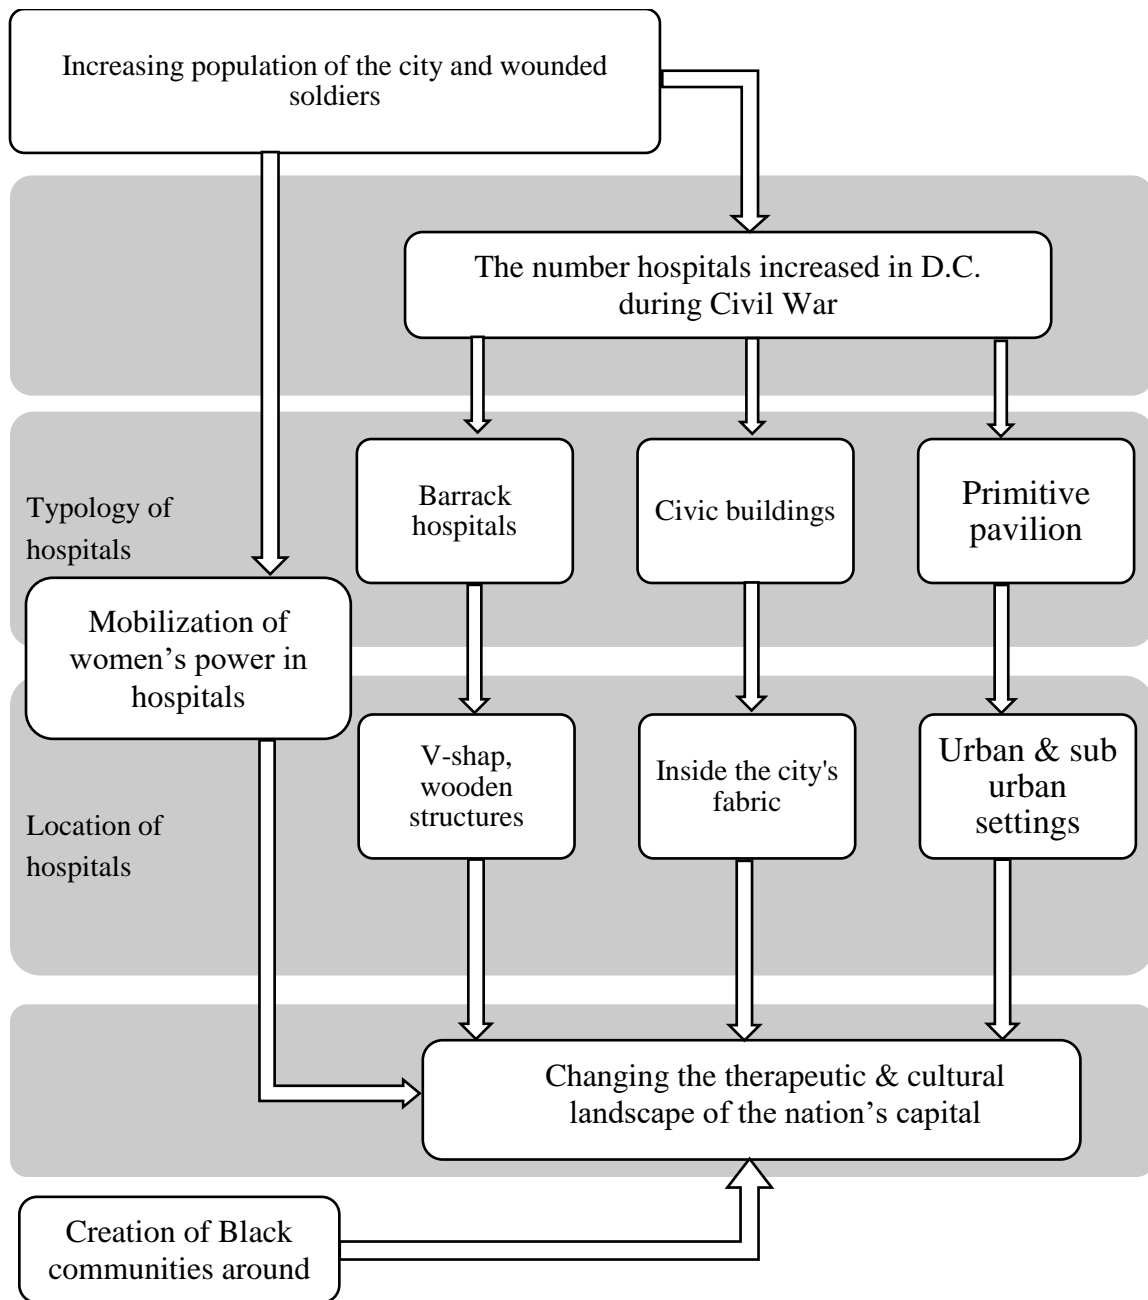 Increasing population of the city and wounded
soldiers
The number hospitals increased in D.C.
during Civil War
Typology of
hospitals
Barrack
hospitals
Civic buildings
Primitive
pavilion
Mobilization of
women’s power in
hospitals
Location of
hospitals
V-shap,
wooden
structures
Inside the city's
fabric
Urban & sub
urban
settings
Changing the therapeutic & cultural
landscape of the nation’s capital
Creation of Black
communities around